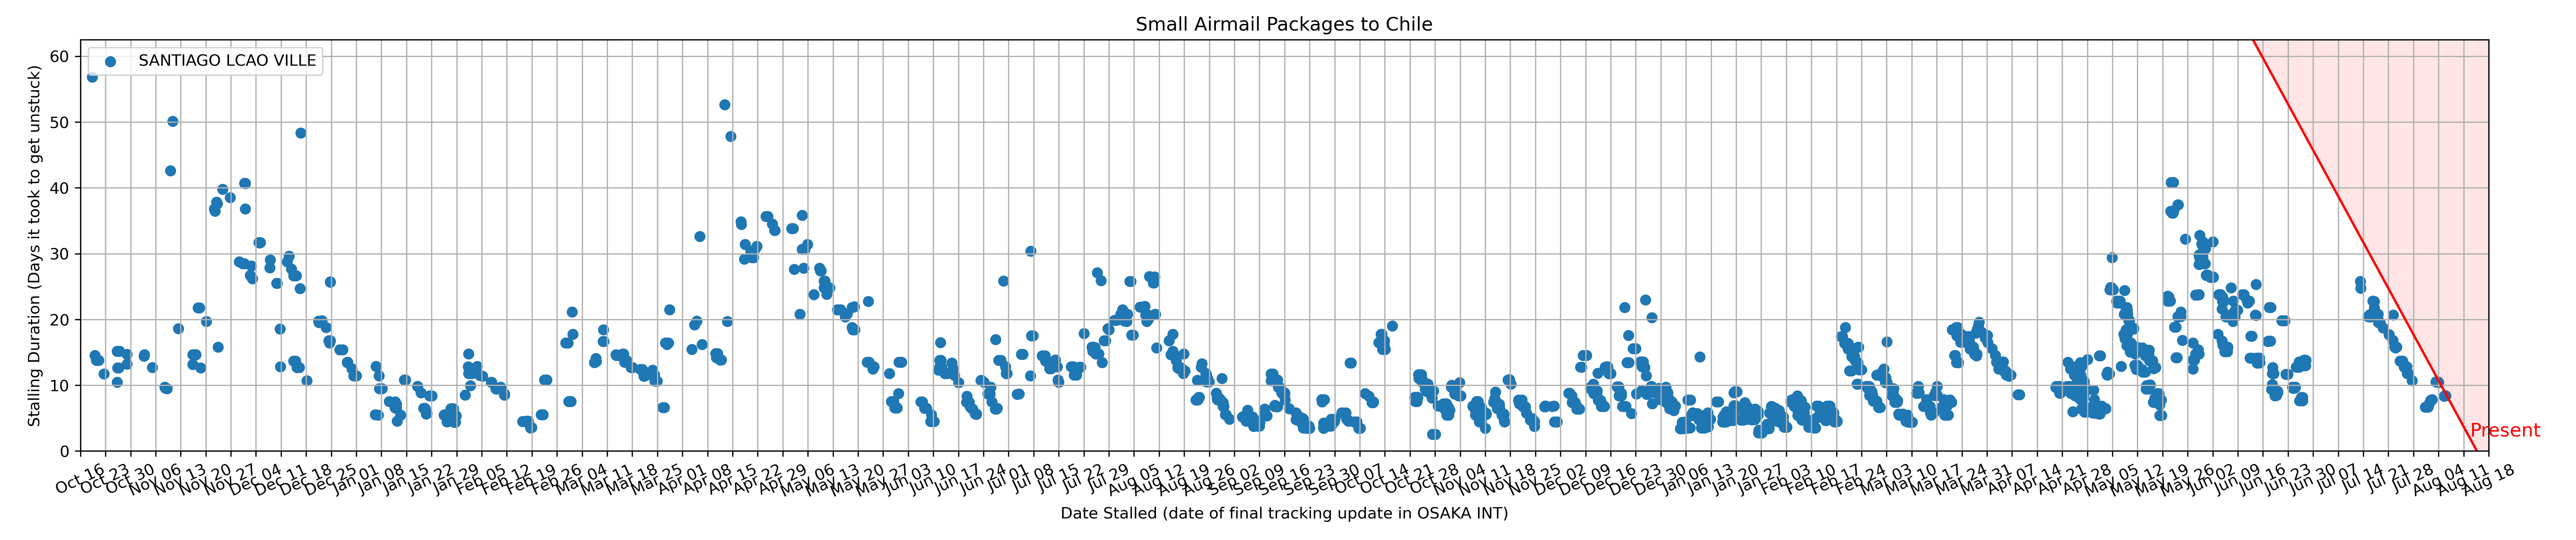 Small Airmail Packages to Chile
SANTIAGO LCAO VILLE
Stalling Duration (Days it took to get unstuck)
60
50
40
30
20
10
0
Present
Oct 16
Oct 23
Oct 30
Nov 06
Nov 13
Nov 20
Nov 27
Dec 04
Dec 11
Dec 18
Dec 25
Jan 01
Jan 08
Jan 15
Jan 22
Jan 29
Feb 05
Feb 12
Feb 19
Feb 26
Mar 04
Mar 11
Mar 18
Mar 25
Apr 01
Apr 08
Apr 15
Apr 22
Apr 29
May 06
May 13
May 20
May 27
Jun 03
Jun 10
Jun 17
Jun 24
Jul 01
Jul 08
Jul 15
Jul 22
Jul 29
Aug 05
Aug 12
Aug 19
Aug 26
Sep 02
Sep 09
Sep 16
Sep 23
Sep 30
Oct 07
Oct 14
Oct 21
Oct 28
Nov 04
Nov 11
Nov 18
Nov 25
Dec 02
Dec 09
Dec 16
Dec 23
Dec 30
Jan 06
Jan 13
Jan 20
Jan 27
Feb 03
Feb 10
Feb 17
Feb 24
Mar 03
Mar 10
Mar 17
Mar 24
Mar 31
Apr 07
Apr 14
Apr 21
Apr 28
May 05
May 12
May 19
May 26
Jun 02
Jun 09
Jun 16
Jun 23
Jun 30
Jul 07
Jul 14
Jul 21
Jul 28
Aug 04
Aug 11
Aug 18
Date Stalled (date of final tracking update in OSAKA INT)